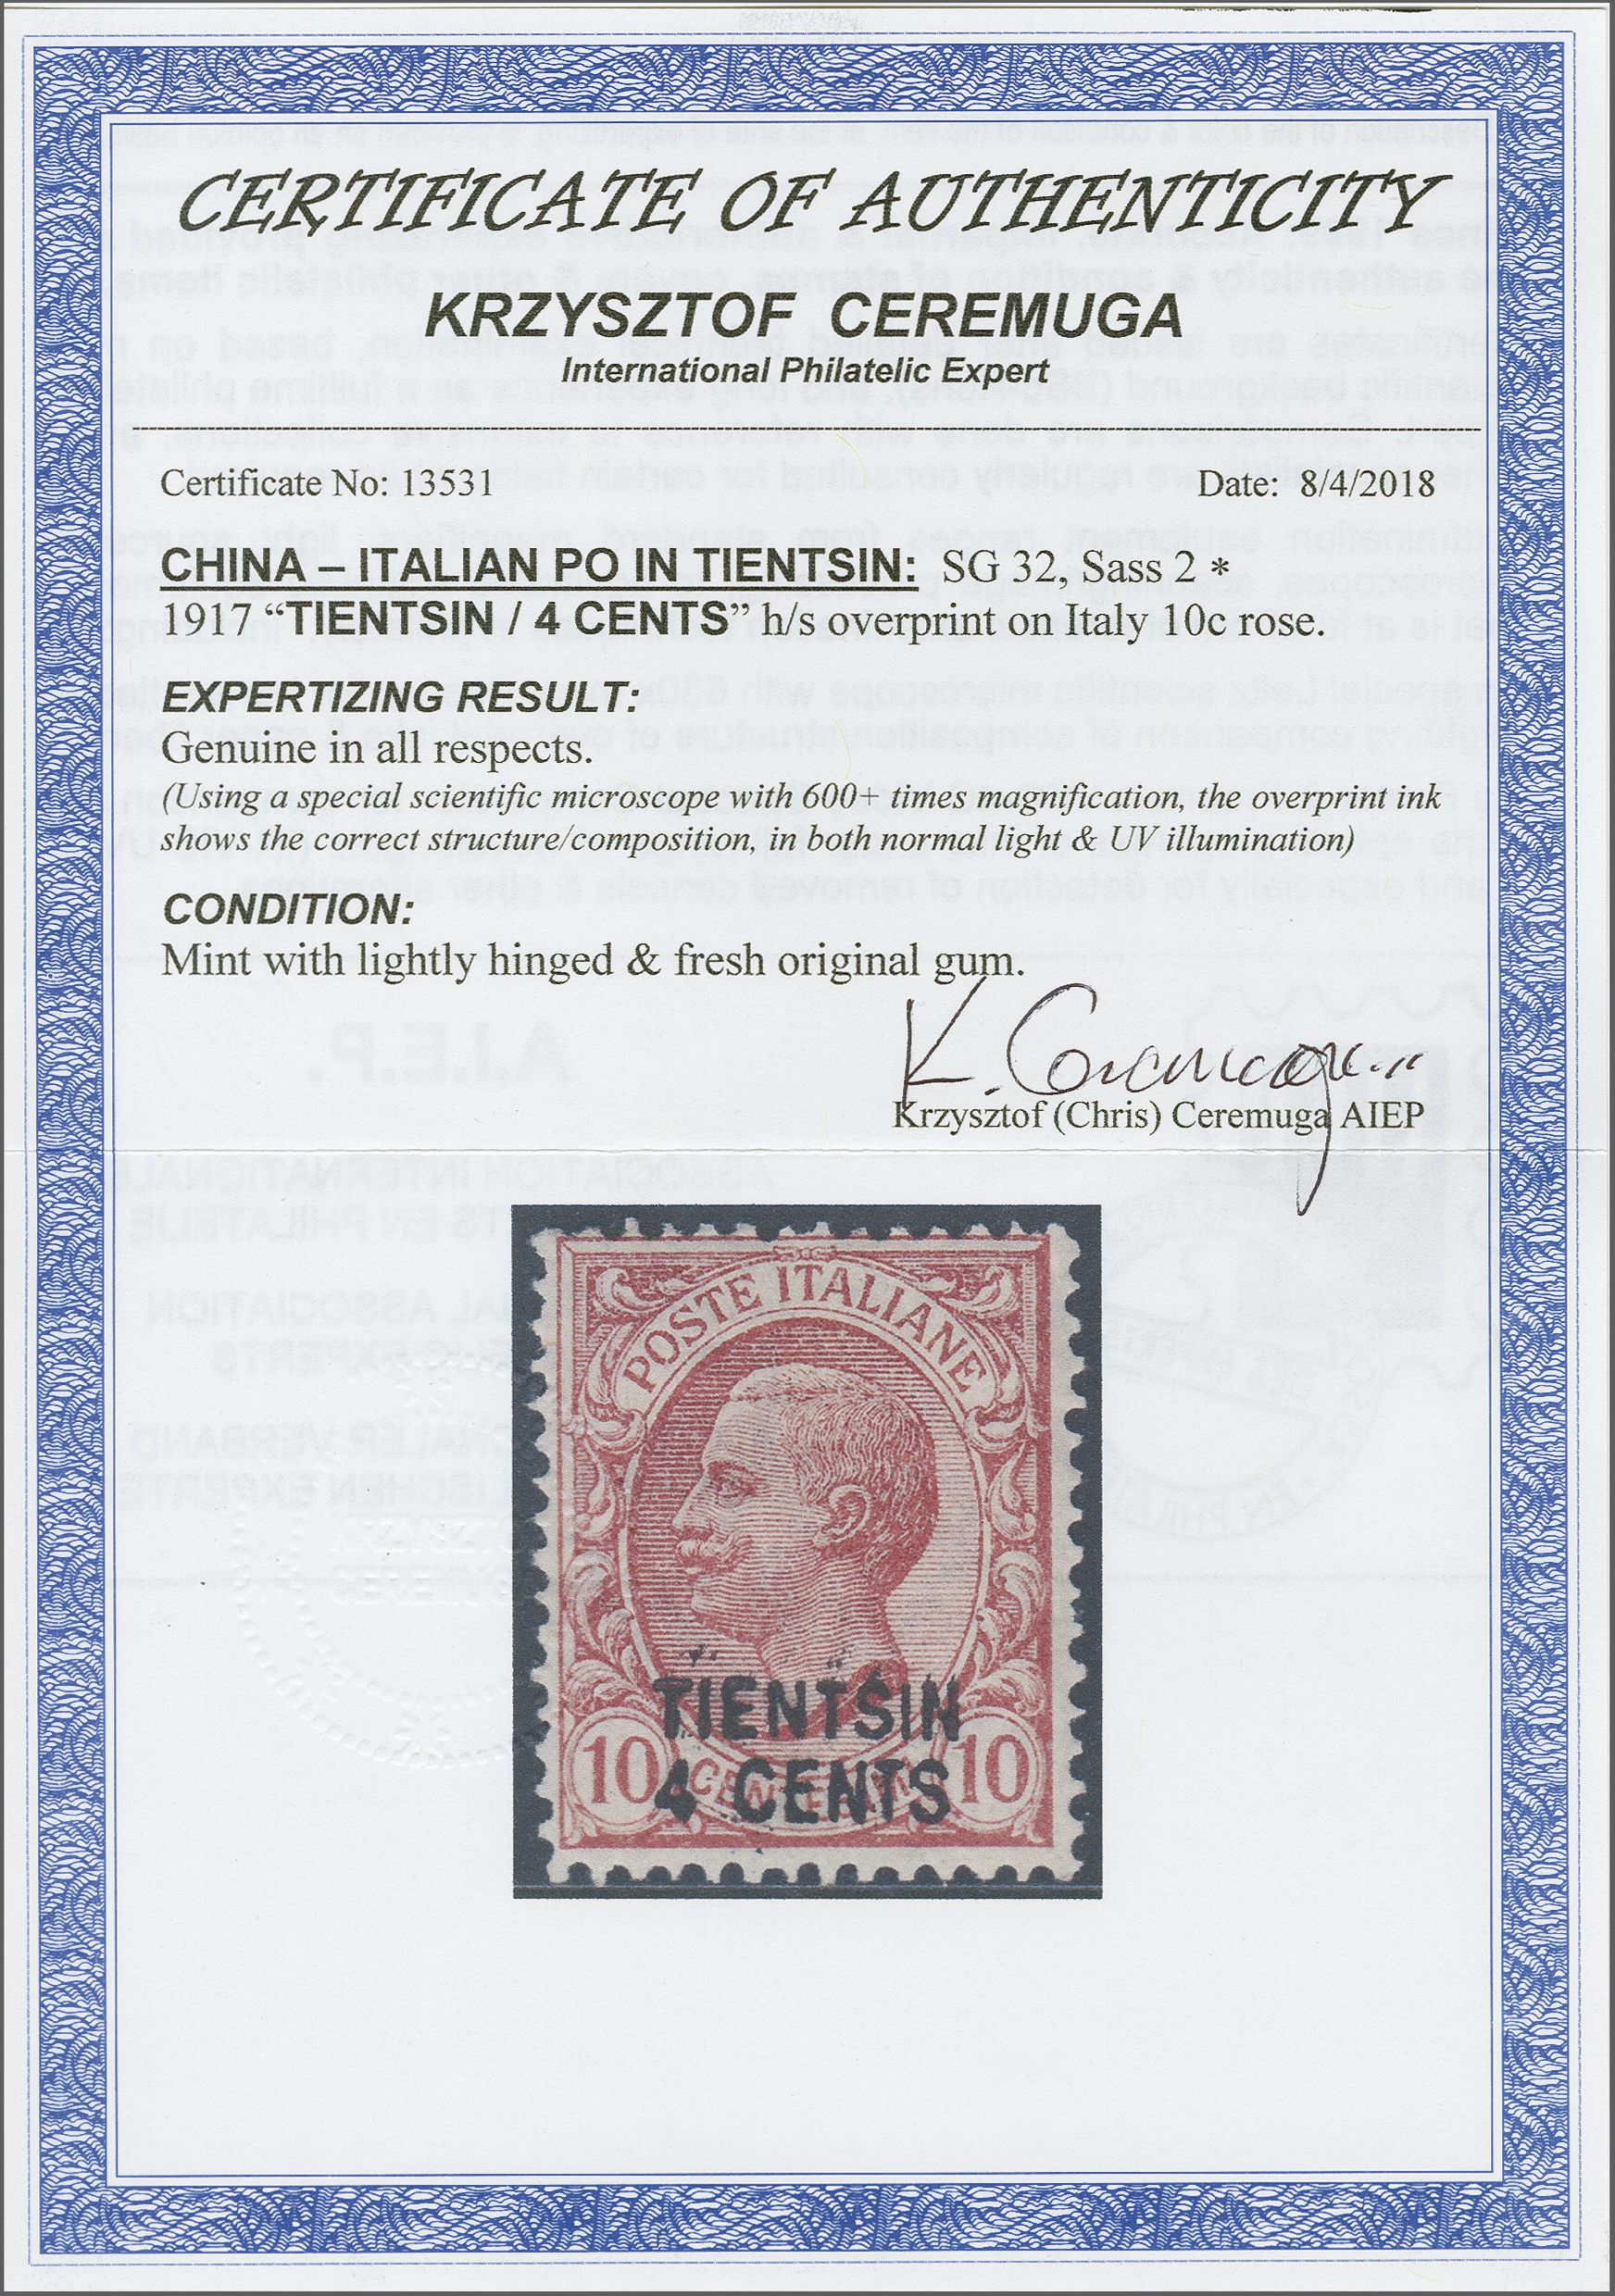 CERTIFICATE OF AUTHENTICITY
KRZYSZTOF CEREMUGA
International Philatelic Expert
Certificate No: 13531 Date: 8/4/2018
CHINA – ITALIAN PO IN TIENTSIN: SG 32, Sass 2 *
1917 “TIENTSIN / 4 CENTS” h/s overprint on Italy 10c rose.
EXPERTIZING RESULT:
Genuine in all respects.
(Using a special scientific microscope with 600+ times magnification, the overprint ink
shows the correct structure/composition, in both normal light & UV illumination)
CONDITION:
Mint with lightly hinged & fresh original gum.
K. Ceremuga
Krzysztof (Chris) Ceremuga AIEP
POSTE ITALIANE
TIENTSIN
10 10
4 CENTS